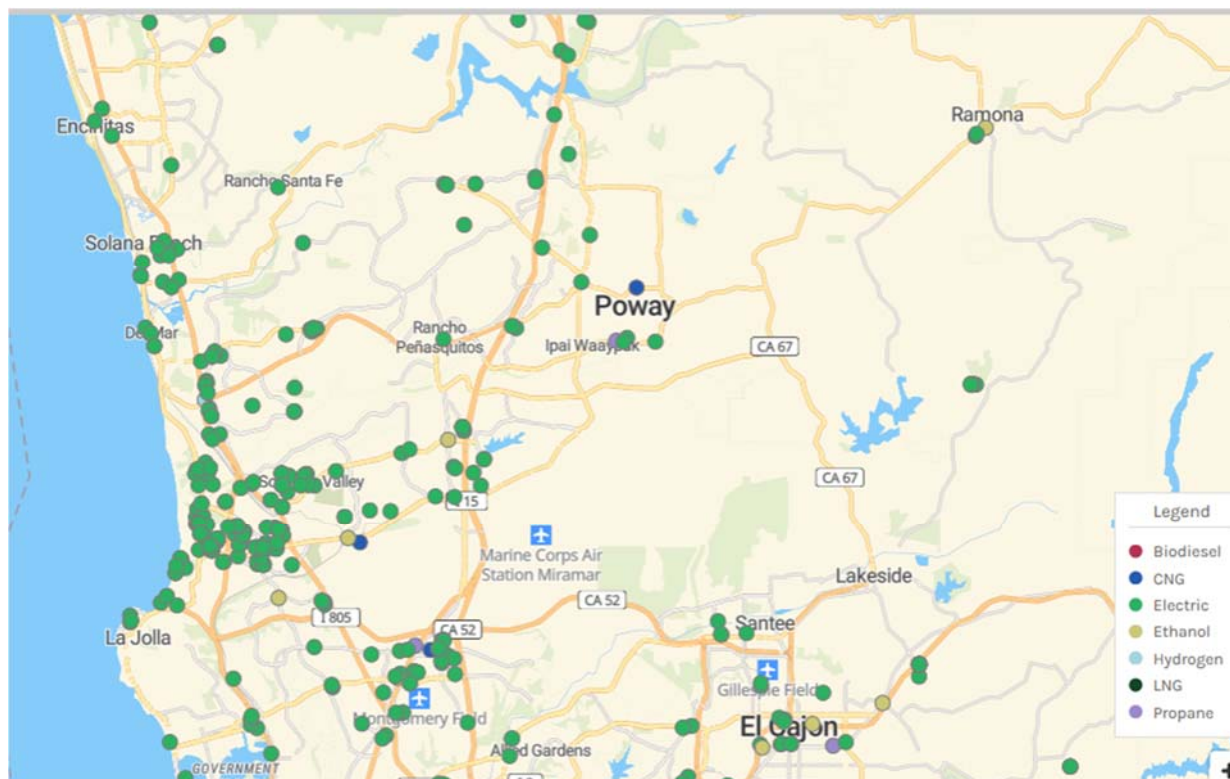 Ramona
Encinitas
Rancho Santa Fe
Solana Beach
Poway
Del Mar
Rancho
Peñasquitos
Ipai Waaypuk
CA 67
Valley
CA 67
15
Legend
Biodiesel
CNG
Electric
Ethanol
Hydrogen
LNG
Propane
Marine Corps Air
Station Miramar
Lakeside
CA 52
I 805
Santee
La Jolla
CA 52
Gillespie Field
Montgomery Field
El Cajon
Allied Gardens
GOVERNMENT